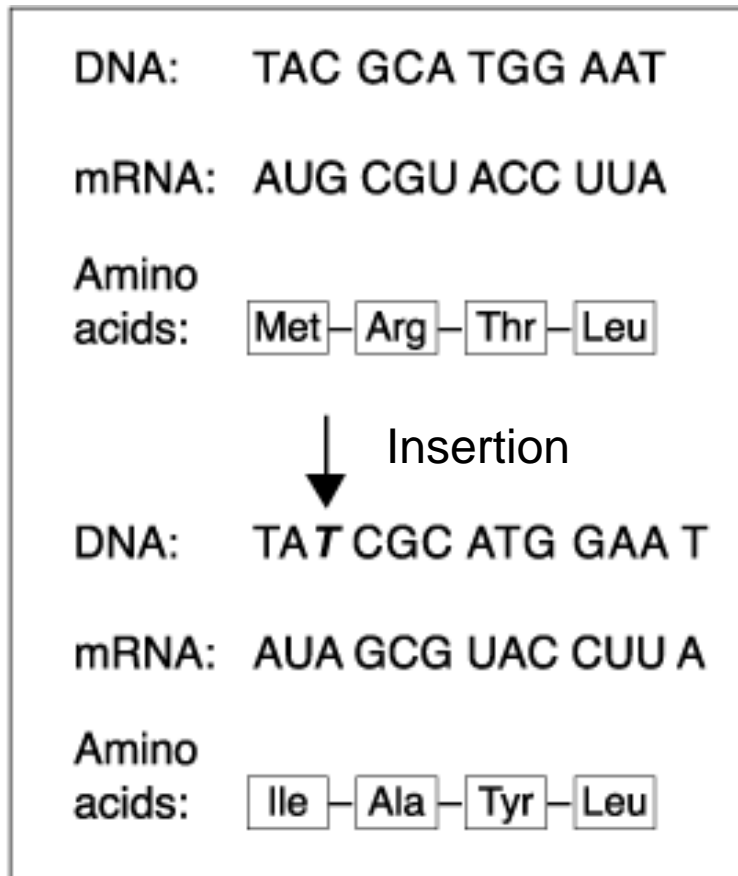 DNA: TAC GCA TGG AAT
mRNA: AUG CGU ACC UUA
Amino
acids: Met – Arg – Thr – Leu
Insertion
DNA: TAT CGC ATG GAA T
mRNA: AUA GCG UAC CUU A
Amino
acids: Ile – Ala – Tyr – Leu